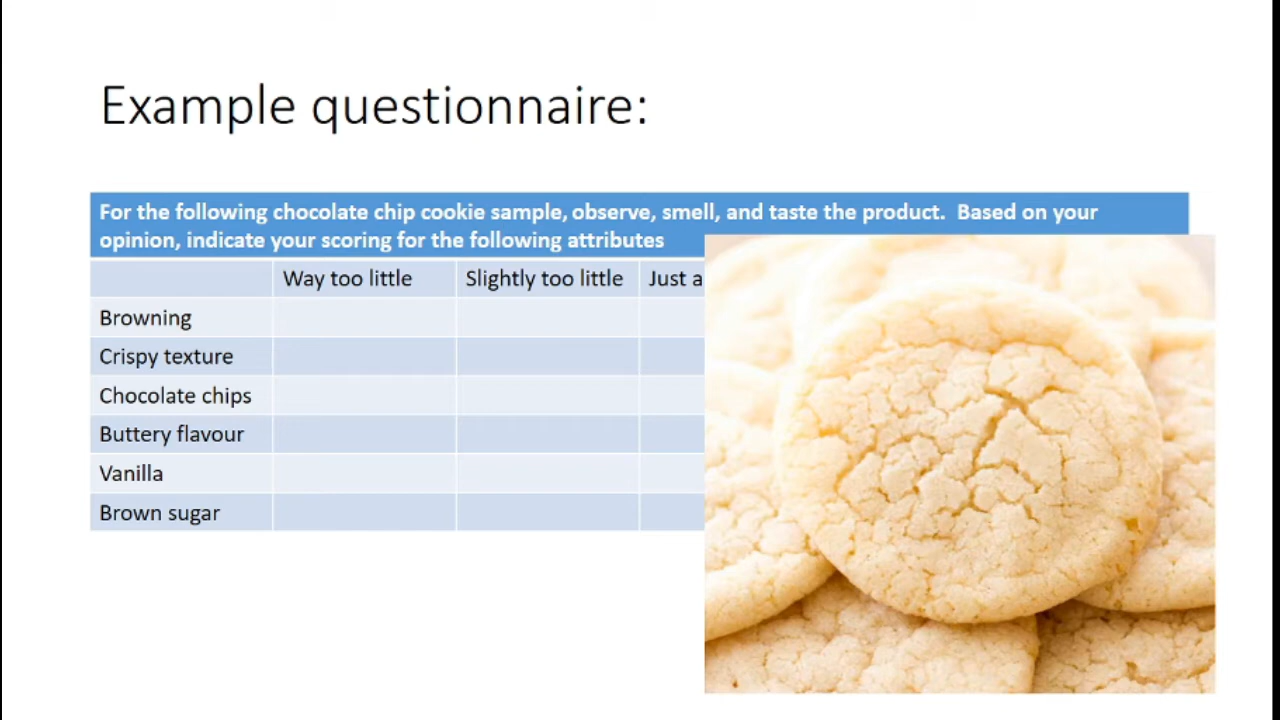 Example questionnaire:
For the following chocolate chip cookie sample, observe, smell, and taste the product. Based on your
opinion, indicate your scoring for the following attributes
Way too little Slightly too little Just a
Browning
Crispy texture
Chocolate chips
Buttery flavour
Vanilla
Brown sugar